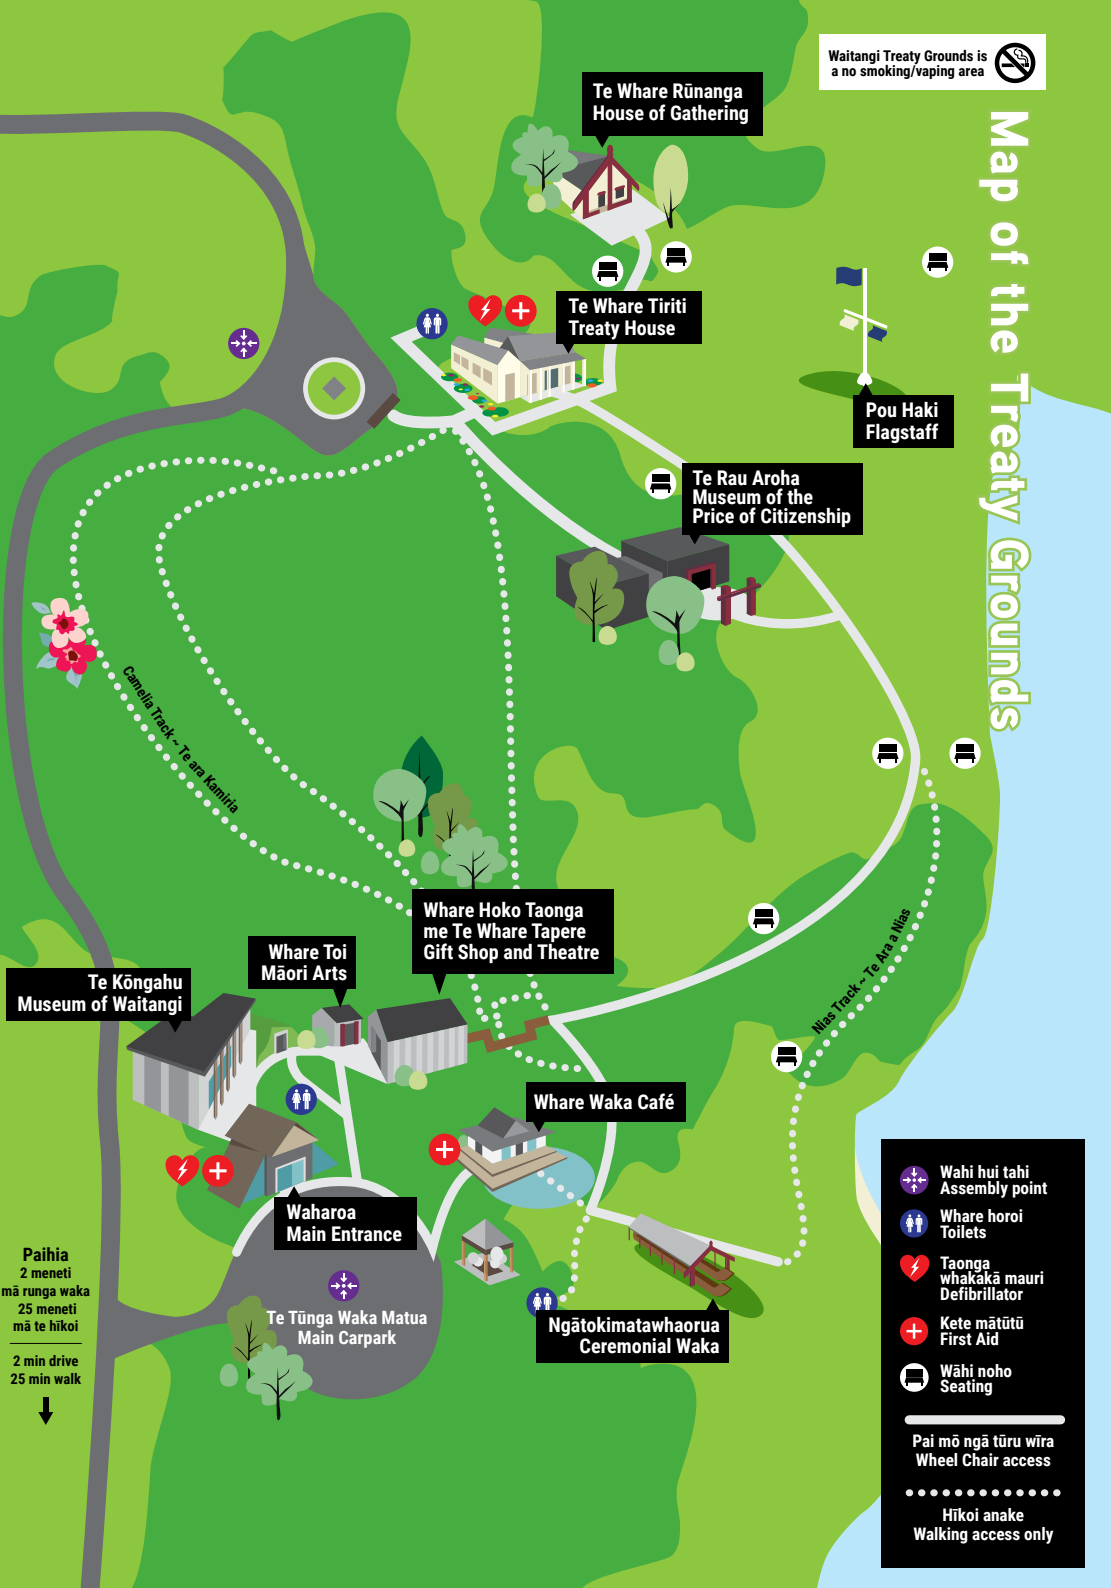 Waitangi Treaty Grounds is
a no smoking/vaping area
Map of the Treaty Grounds
Te Whare Rūnanga
House of Gathering
Te Whare Tiriti
Treaty House
Pou Haki
Flagstaff
Te Rau Aroha
Museum of the
Price of Citizenship
Camelia Track ~ Te ara Kamiria
Whare Hoko Taonga
me Te Whare Tapere
Gift Shop and Theatre
Whare Toi
Māori Arts
Te Kōngahu
Museum of Waitangi
Nias Track ~ Te Ara a Nias
Whare Waka Café
Waharoa
Main Entrance
Te Tūnga Waka Matua
Main Carpark
Ngātokimatawhaorua
Ceremonial Waka
Paihia
2 meneti
mā runga waka
25 meneti
mā te hīkoi
2 min drive
25 min walk
Wahi hui tahi
Assembly point
Whare horoi
Toilets
Taonga
whakakā mauri
Defibrillator
Kete mātūtū
First Aid
Wāhi noho
Seating
Pai mō ngā tūru wīra
Wheel Chair access
Hīkoi anake
Walking access only